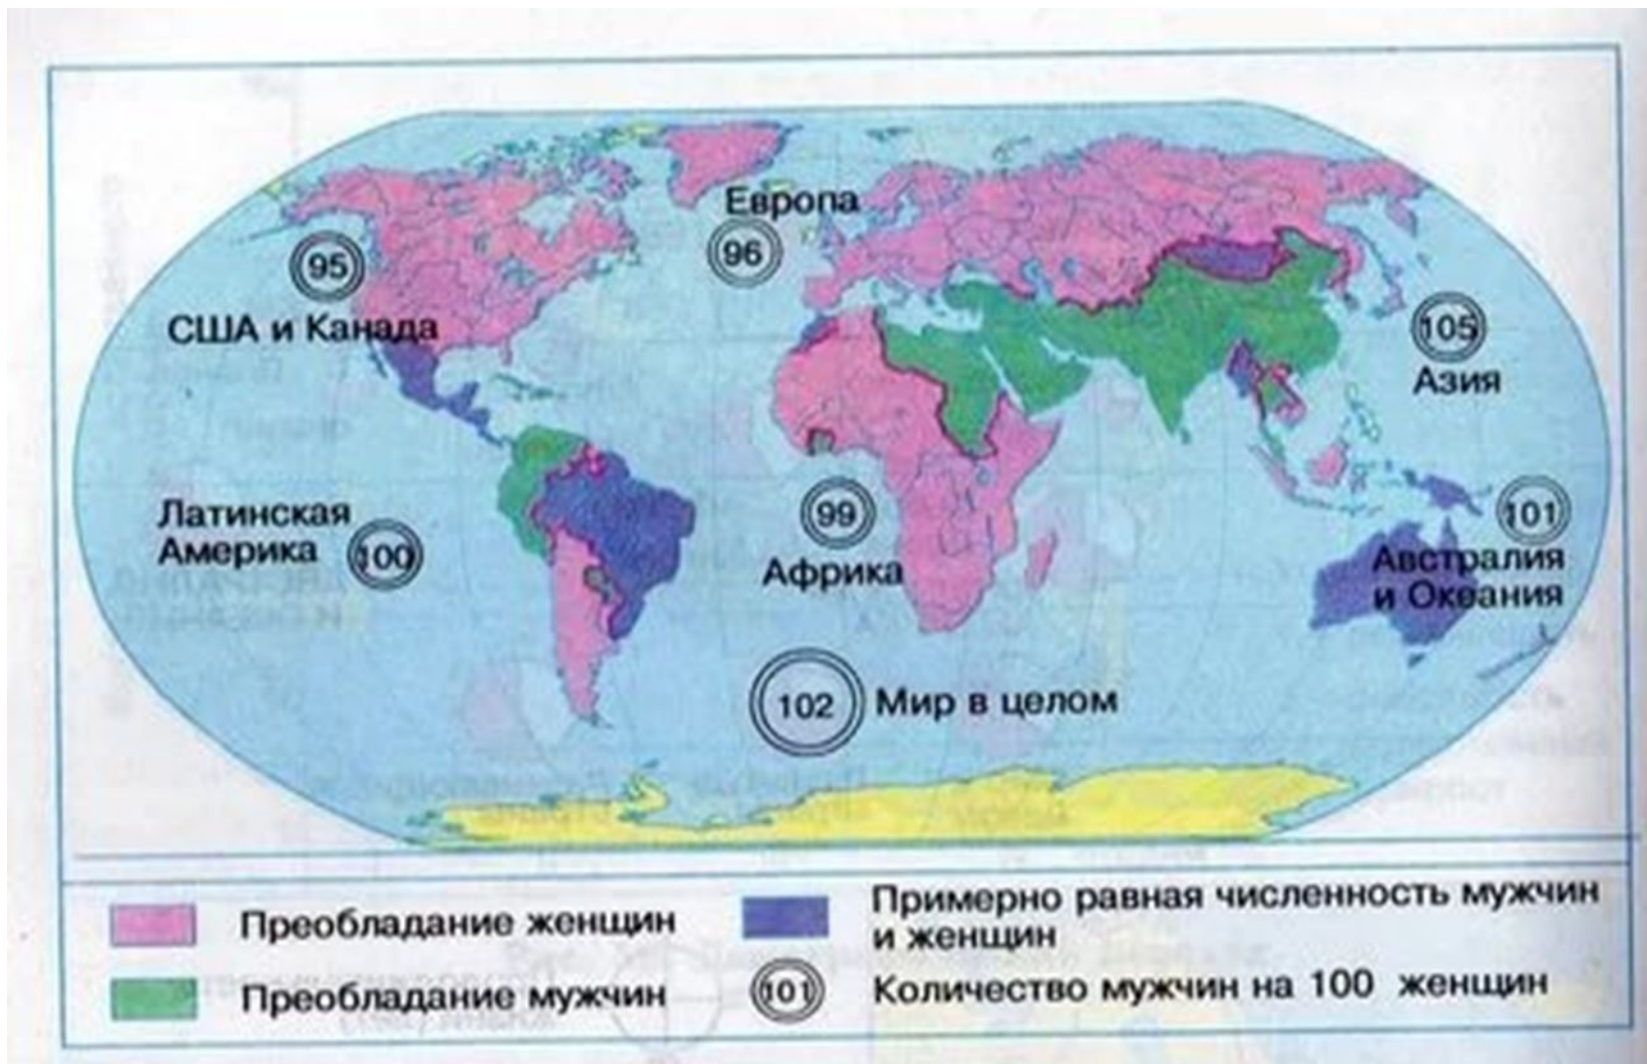 Европа
96
95
США и Канада
105
Азия
Латинская
Америка
100
99
Африка
101
Австралия
и Океания
102
Мир в целом
Преобладание женщин
Примерно равная численность мужчин
и женщин
Преобладание мужчин
101
Количество мужчин на 100 женщин